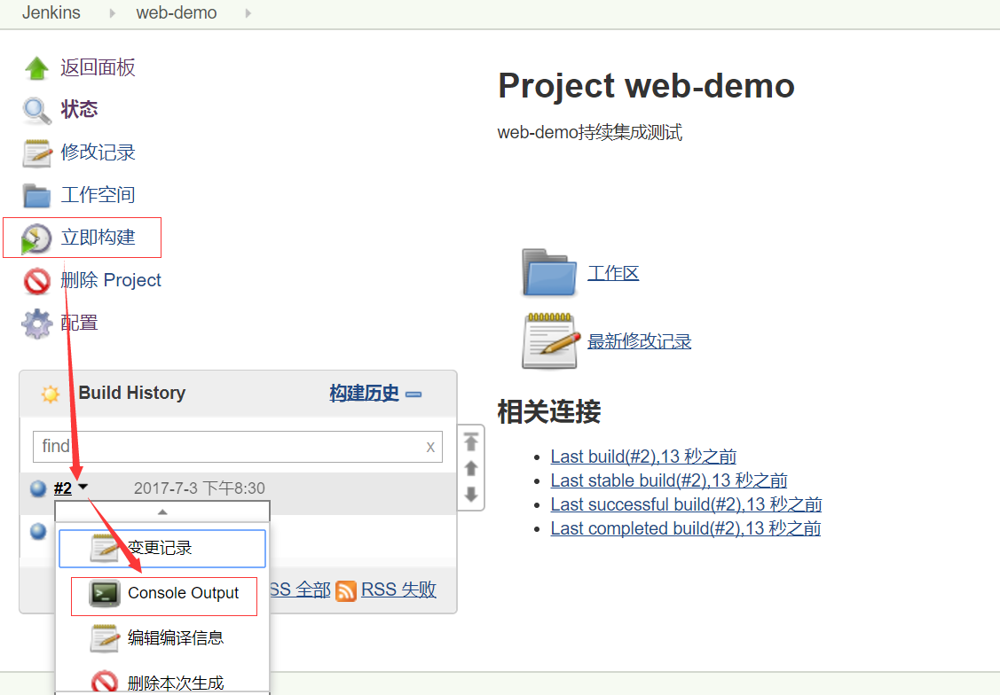 Jenkins web-demo
返回面板
状态
修改记录
工作空间
立即构建
删除 Project
配置
Build History 构建历史
find x
#2 2017-7-3 下午8:30
变更记录
Console Output
编辑编译信息
删除本次生成
SS 全部 RSS 失败
Project web-demo
web-demo持续集成测试
工作区
最新修改记录
相关连接
Last build(#2),13 秒之前
Last stable build(#2),13 秒之前
Last successful build(#2),13 秒之前
Last completed build(#2),13 秒之前